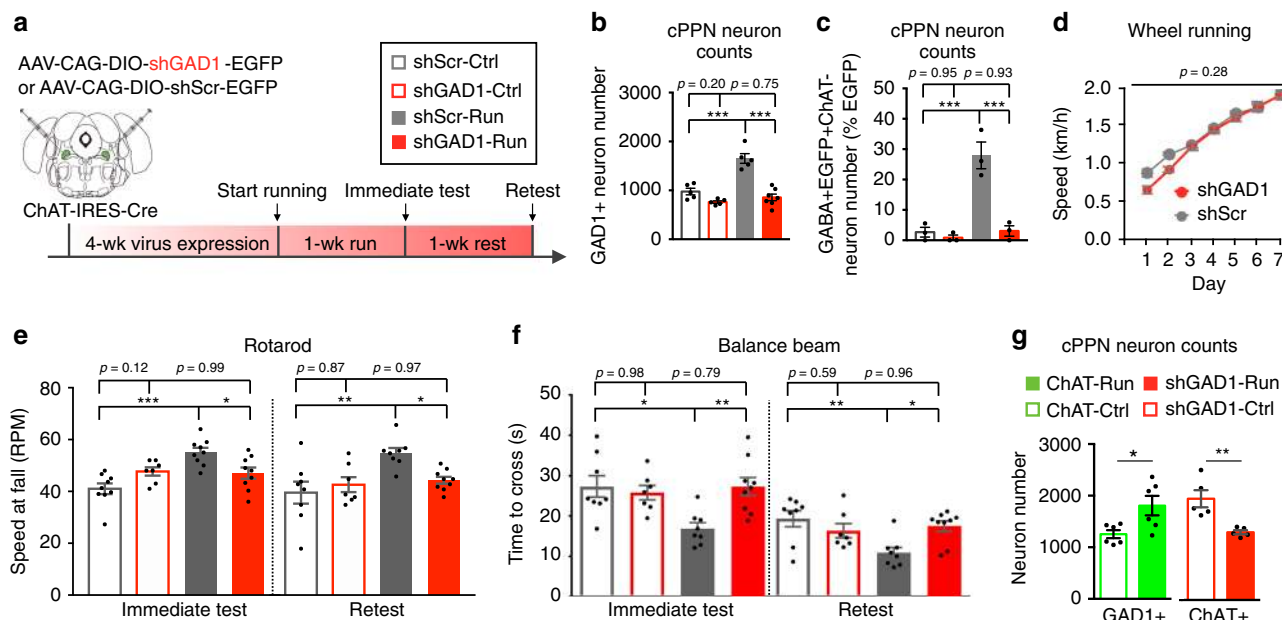 a
AAV-CAG-DIO-shGAD1 -EGFP
or AAV-CAG-DIO-shScr-EGFP
ChAT-IRES-Cre
shScr-Ctrl
shGAD1-Ctrl
shScr-Run
shGAD1-Run
Start running
Immediate test
Retest
4-wk virus expression
1-wk run
1-wk rest
b
cPPN neuron
counts
p = 0.20
p = 0.75
***
***
GAD1+ neuron number
3000
2000
1000
0
c
cPPN neuron
counts
p = 0.95
p = 0.93
***
***
GABA+EGFP+ChAT-
neuron number (% EGFP)
50
40
30
20
10
0
d
Wheel running
p = 0.28
Speed (km/h)
2.0
1.0
0.0
shGAD1
shScr
1 2 3 4 5 6 7
Day
e
Rotarod
p = 0.12
p = 0.99
***
*
p = 0.87
p = 0.97
**
*
Speed at fall (RPM)
80
60
40
20
0
Immediate test
Retest
f
Balance beam
p = 0.98
p = 0.79
*
**
p = 0.59
p = 0.96
**
*
Time to cross (s)
50
40
30
20
10
0
Immediate test
Retest
g
cPPN neuron counts
ChAT-Run
shGAD1-Run
ChAT-Ctrl
shGAD1-Ctrl
Neuron number
3000
2000
1000
0
*
**
GAD1+
ChAT+